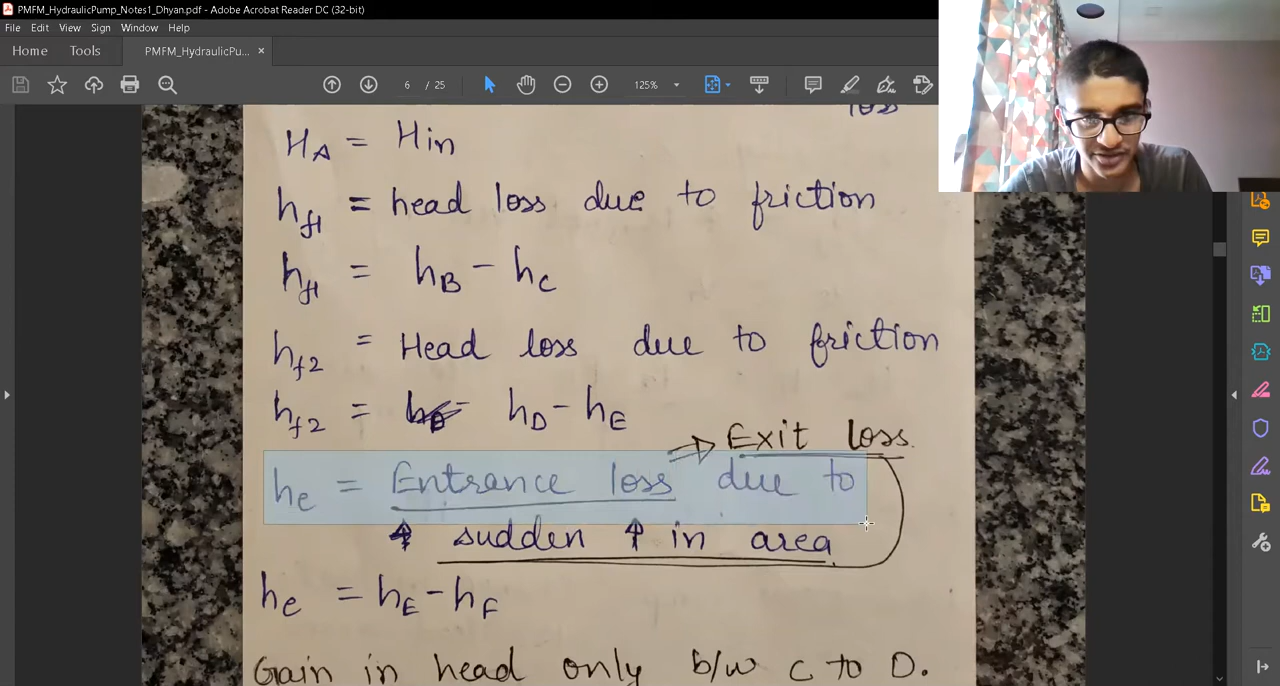 PMFM_HydraulicPump_Notes1_Dhyan.pdf - Adobe Acrobat Reader DC (32-bit)
File Edit View Sign Window Help
Home Tools PMFM_HydraulicPu... ×
6 / 25 125%
loss
HA = Hin
hf1 = head loss due to friction
hf1 = hB - hC
hf2 = Head loss due to friction
hf2 = hD - hE
⇒ Exit loss
he = Entrance loss due to
sudden ↑ in area
he = hE - hF
Gain in head only b/w C to D.